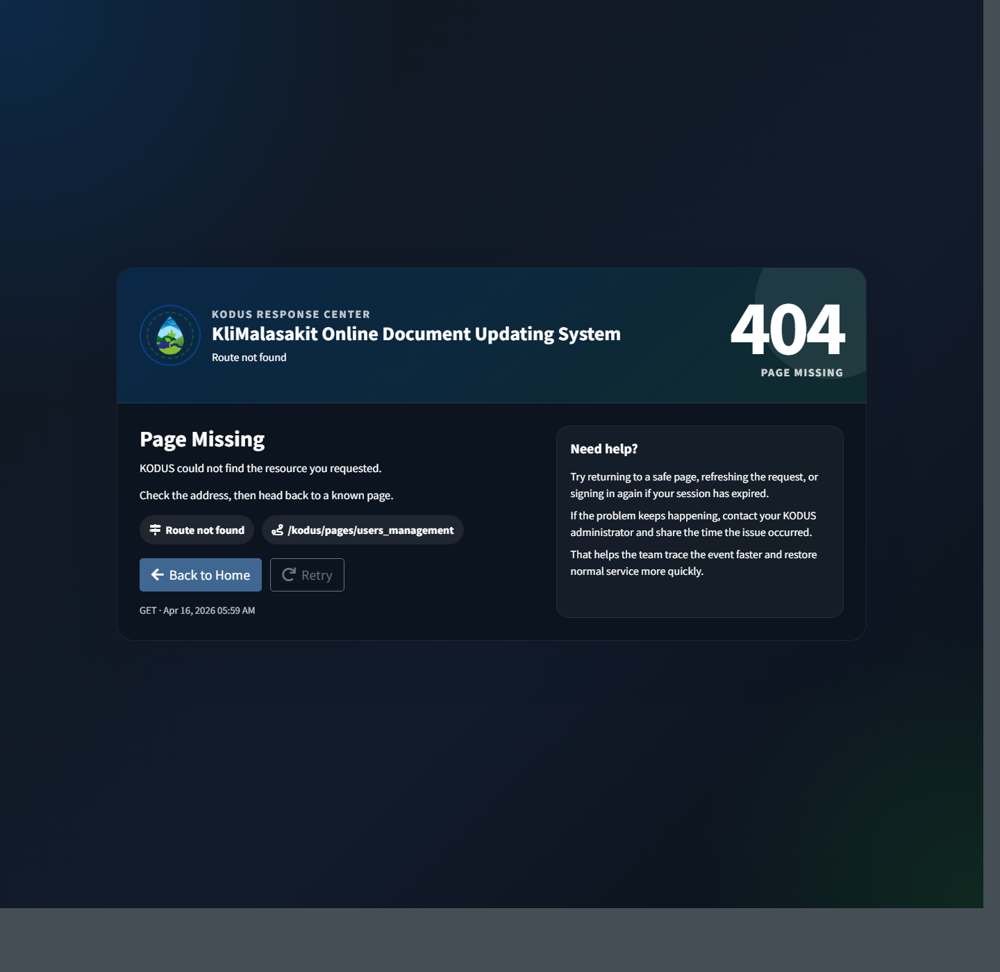 KODUS RESPONSE CENTER
KliMalasakit Online Document Updating System
Route not found
404
PAGE MISSING
Page Missing
KODUS could not find the resource you requested.
Check the address, then head back to a known page.
Route not found
/kodus/pages/users_management
Back to Home
Retry
GET · Apr 16, 2026 05:59 AM
Need help?
Try returning to a safe page, refreshing the request, or
signing in again if your session has expired.
If the problem keeps happening, contact your KODUS
administrator and share the time the issue occurred.
That helps the team trace the event faster and restore
normal service more quickly.